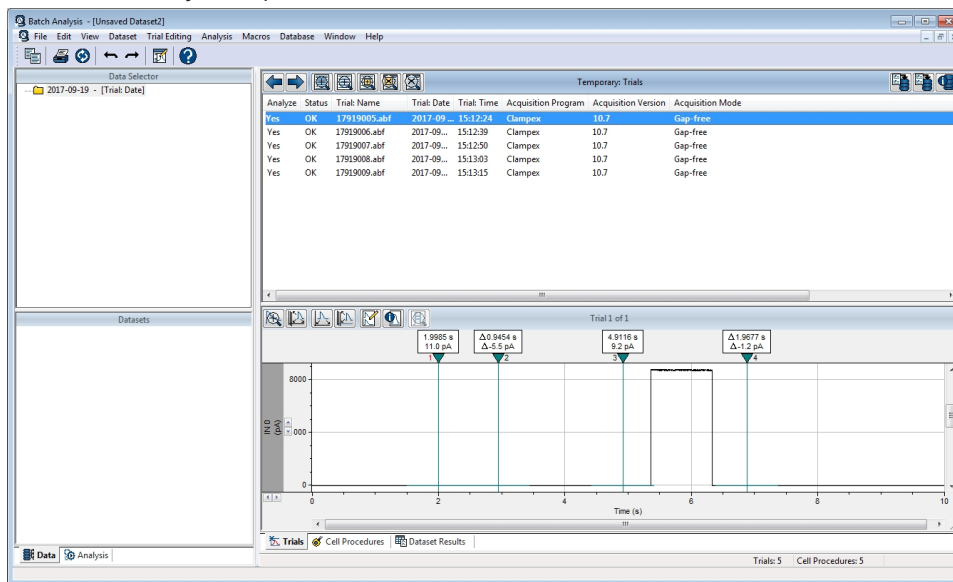 Batch Analysis - [Unsaved Dataset2]
File Edit View Dataset Trial Editing Analysis Macros Database Window Help
Data Selector
2017-09-19 - [Trial: Date]
Temporary: Trials
Analyze Status Trial: Name Trial: Date Trial: Time Acquisition Program Acquisition Version Acquisition Mode
Yes OK 17919005.abf 2017-09 ... 15:12:24 Clampex 10.7 Gap-free
Yes OK 17919006.abf 2017-09... 15:12:39 Clampex 10.7 Gap-free
Yes OK 17919007.abf 2017-09... 15:12:50 Clampex 10.7 Gap-free
Yes OK 17919008.abf 2017-09... 15:13:03 Clampex 10.7 Gap-free
Yes OK 17919009.abf 2017-09... 15:13:15 Clampex 10.7 Gap-free
Datasets
Trial 1 of 1
1.9985 s
11.0 pA
Δ0.9454 s
Δ-5.5 pA
4.9116 s
9.2 pA
Δ1.9677 s
Δ-1.2 pA
1 2 3 4
IN 0
(pA)
8000
000
0
0 2 4 6 8 10
Time (s)
Trials Cell Procedures Dataset Results
Data Analysis
Trials: 5 Cell Procedures: 5